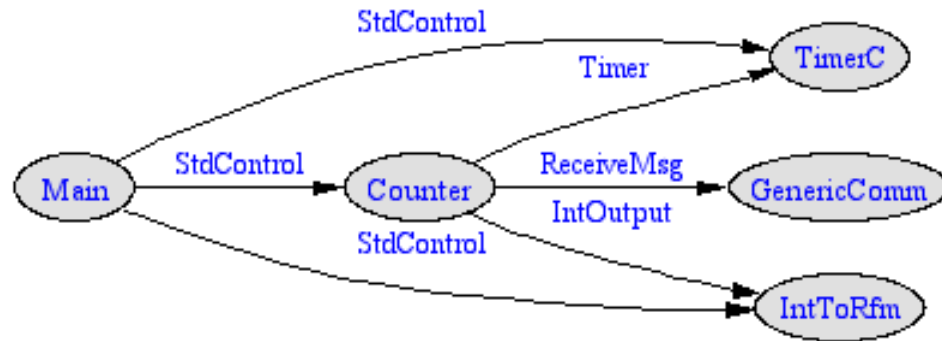 StdControl
TimerC
Timer
StdControl
ReceiveMsg
Main
Counter
GenericComm
IntOutput
StdControl
IntToRfm